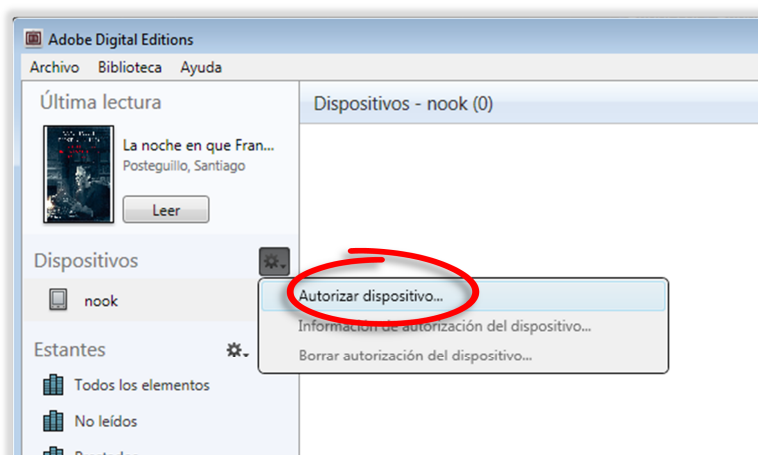 Adobe Digital Editions
Archivo Biblioteca Ayuda
Última lectura
La noche en que Fran...
Posteguillo, Santiago
Leer
Dispositivos
nook
Estantes
Todos los elementos
No leídos
Dispositivos - nook (0)
Autorizar dispositivo...
Información de autorización del dispositivo...
Borrar autorización del dispositivo...